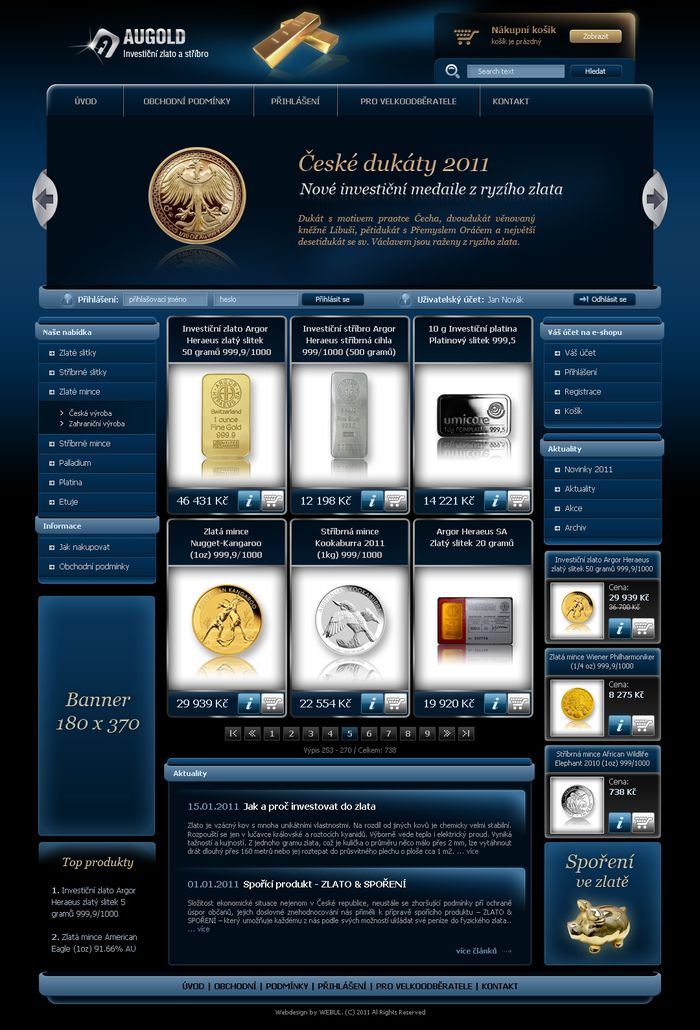 AUGOLD
Investiční zlato a stříbro
Nákupní košík
košík je prázdný
Zobrazit
Search text
Hledat
ÚVOD
OBCHODNÍ PODMÍNKY
PŘIHLÁŠENÍ
PRO VELKOODBĚRATELE
KONTAKT
České dukáty 2011
Nové investiční medaile z ryzího zlata
Dukát s motivem praotce Čecha, dvoudukát věnovaný
kněžně Libuši, pětidukát s Přemyslem Oráčem a největší
desetidukát se sv. Václavem jsou raženy z ryzího zlata.
Přihlášení:
přihlašovací jméno
heslo
Přihlásit se
Uživatelský účet: Jan Novák
Odhlásit se
Naše nabídka
Zlaté slitky
Stříbrné slitky
Zlaté mince
Česká výroba
Zahraniční výroba
Stříbrné mince
Palladium
Platina
Etuje
Informace
Jak nakupovat
Obchodní podmínky
Banner
180 x 370
Top produkty
1. Investiční zlato Argor
Heraeus zlatý slitek 5
gramů 999,9/1000
2. Zlatá mince American
Eagle (1oz) 91.66% AU
Investiční zlato Argor
Heraeus zlatý slitek
50 gramů 999,9/1000
Switzerland
1 ounce
Fine Gold
999.9
46 431 Kč
Investiční stříbro Argor
Heraeus stříbrná cihla
999/1000 (500 gramů)
12 198 Kč
10 g Investiční platina
Platinový slitek 999,5
umicore
999,5
14 221 Kč
Zlatá mince
Nugget-Kangaroo
(1oz) 999,9/1000
29 939 Kč
Stříbrná mince
Kookaburra 2011
(1kg) 999/1000
22 554 Kč
Argor Heraeus SA
Zlatý slitek 20 gramů
19 920 Kč
1 2 3 4 5 6 7 8 9
Výpis 253 - 270 / Celkem: 738
Aktuality
15.01.2011 Jak a proč investovat do zlata
Zlato je vzácný kov s mnoha unikátními vlastnostmi. Na rozdíl od jiných kovů je chemicky velmi stabilní.
Rozpouští se jen v lučavce královské a roztocích kyanidů. Výborně vede teplo i elektrický proud. Vyniká
tažností a kujností. Z jednoho gramu zlata, což je kulička o průměru něco málo přes 2 mm, lze vytáhnout
drát dlouhý přes 160 metrů nebo jej roztepat do průsvitného plechu o ploše cca 1 m2. ... více
01.01.2011 Spořící produkt - ZLATO & SPOŘENÍ
Složitost ekonomické situace nejenom v České republice, neustále se zhoršující podmínky při ochraně
úspor občanů, jejich doslovné znehodnocování nás přiměli k přípravě spořícího produktu – ZLATO &
SPOŘENÍ – který umožňuje každému z nás podle svých možností ukládat své peníze do fyzického zlata..
... více
více článků
Váš účet na e-shopu
Váš účet
Přihlášení
Registrace
Košík
Aktuality
Novinky 2011
Aktuality
Akce
Archiv
Investiční zlato Argor Heraeus
zlatý slitek 50 gramů 999,9/1000
Cena:
29 939 Kč
36 700 Kč
Zlatá mince Wiener Philharmoniker
(1/4 oz) 999,9/1000
Cena:
8 275 Kč
Stříbrná mince African Wildlife
Elephant 2010 (1oz) 999/1000
Cena:
738 Kč
Spoření
ve zlatě
ÚVOD | OBCHODNÍ | PODMÍNKY | PŘIHLÁŠENÍ | PRO VELKOODBĚRATELE | KONTAKT
Webdesign by WEBUL. (C) 2011 All Rights Reserved